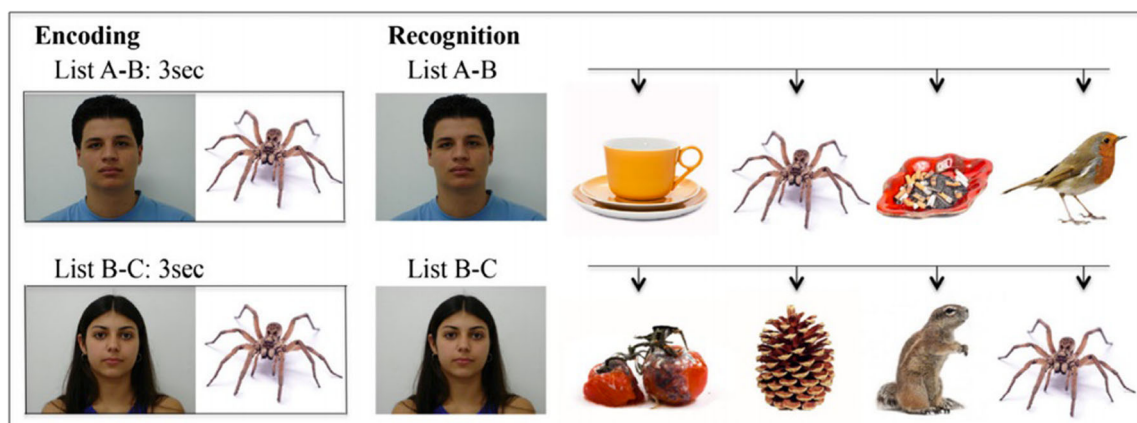 Encoding
List A-B: 3sec
Recognition
List A-B
List B-C: 3sec
List B-C